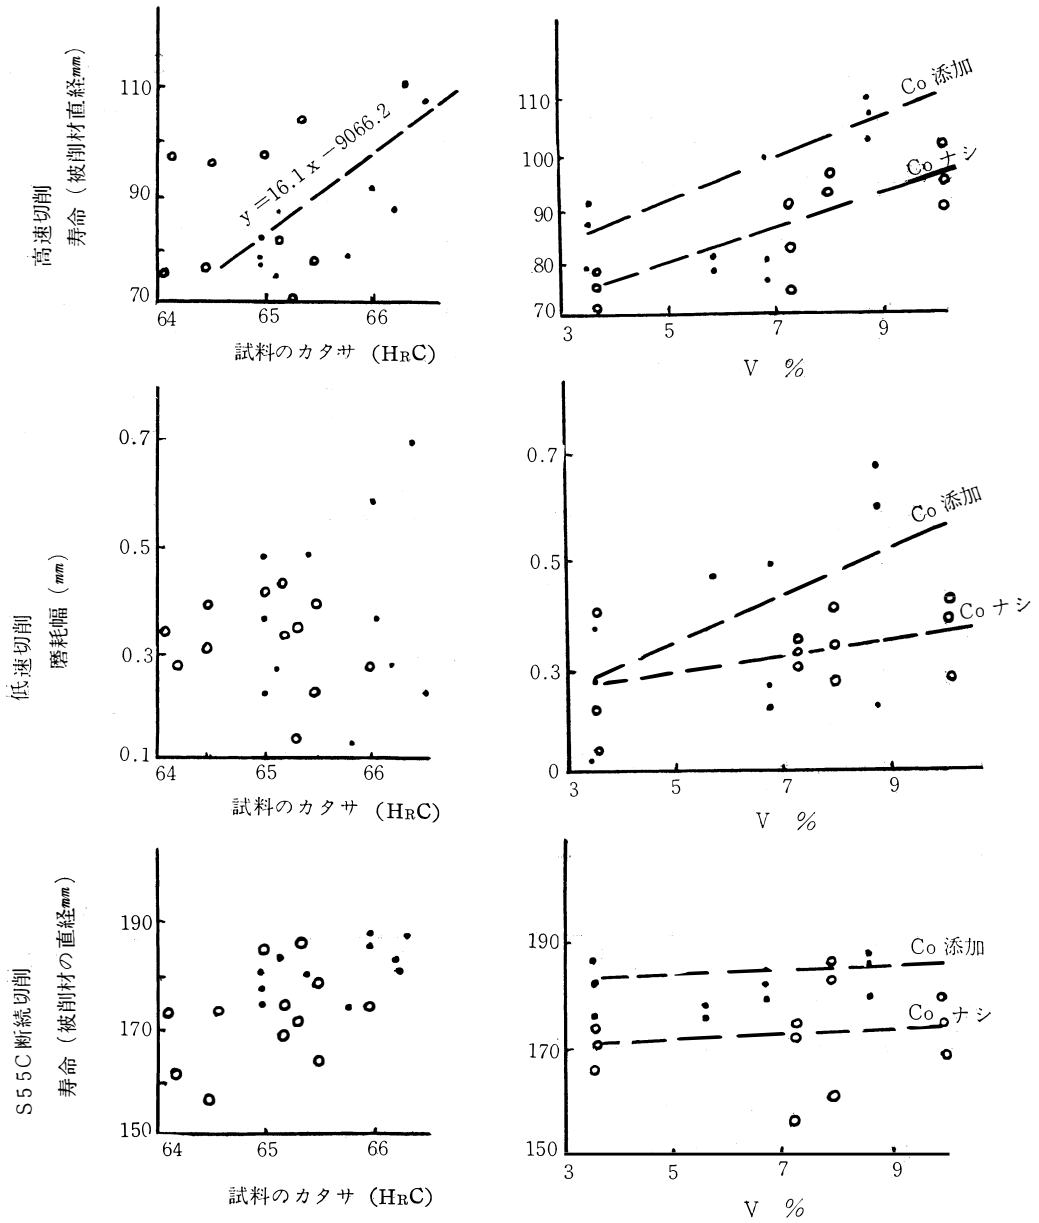 高速切削
寿命（被削材直経mm）
110
90
70
64
65
66
y=16.1x-9066.2
試料のカタサ (HRC)
110
100
90
80
70
3
5
7
9
Co 添加
Co ナシ
V %
低速切削
磨耗幅（mm）
0.7
0.5
0.3
0.1
64
65
66
試料のカタサ (HRC)
0.7
0.5
0.3
0
3
5
7
9
Co 添加
Co ナシ
V %
S55C断続切削
寿命（被削材の直経mm）
190
170
150
64
65
66
試料のカタサ (HRC)
190
170
150
3
5
7
9
Co 添加
Co ナシ
V %